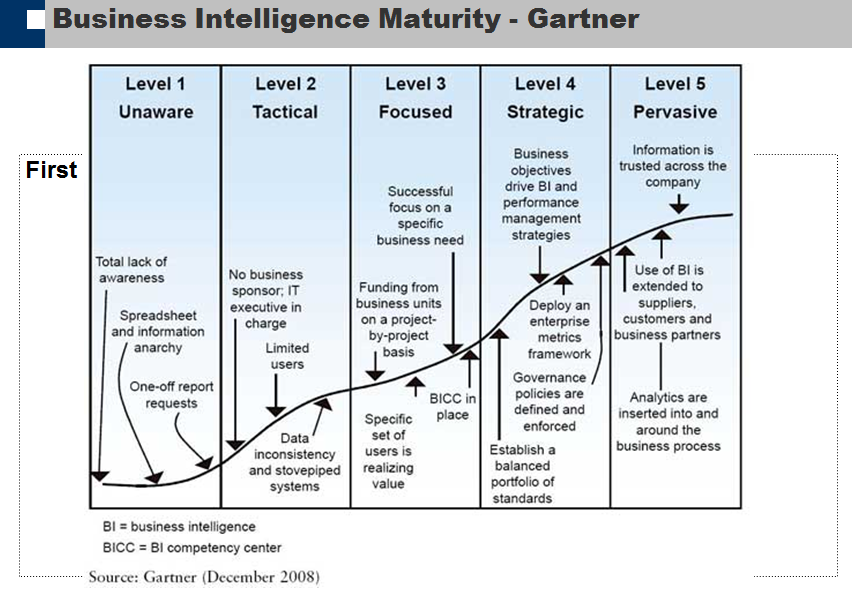 Business Intelligence Maturity - Gartner
First
Level 1
Unaware
Level 2
Tactical
Level 3
Focused
Level 4
Strategic
Level 5
Pervasive
Total lack of
awareness
Spreadsheet
and information
anarchy
One-off report
requests
No business
sponsor; IT
executive in
charge
Limited
users
Data
inconsistency
and stovepiped
systems
Successful
focus on a
specific
business need
Funding from
business units
on a project-
by-project
basis
Specific
set of
users is
realizing
value
BICC in
place
Business
objectives
drive BI and
performance
management
strategies
Deploy an
enterprise
metrics
framework
Governance
policies are
defined and
enforced
Establish a
balanced
portfolio of
standards
Information is
trusted across the
company
Use of BI is
extended to
suppliers,
customers and
business partners
Analytics are
inserted into and
around the
business process
BI = business intelligence
BICC = BI competency center
Source: Gartner (December 2008)